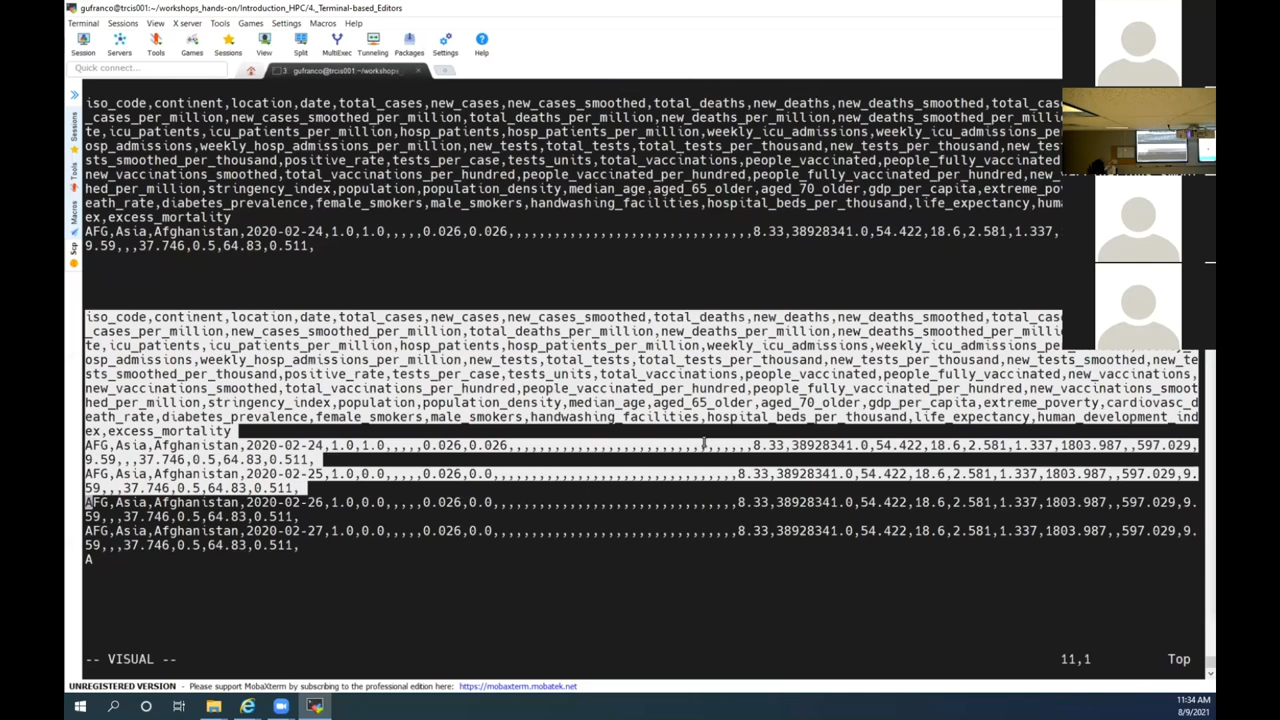 gufranco@trcis001:~/workshops_hands-on/Introduction_HPC/4._Terminal-based_Editors
Terminal Sessions View X server Tools Games Settings Macros Help
Session Servers Tools Games Sessions View Split MultiExec Tunneling Packages Settings Help
Quick connect...
3 gufranco@trcis001:~/workshops_
Sessions
Tools
Macros
Scp
iso_code,continent,location,date,total_cases,new_cases,new_cases_smoothed,total_deaths,new_deaths,new_deaths_smoothed,total_cas
_cases_per_million,new_cases_smoothed_per_million,total_deaths_per_million,new_deaths_per_million,new_deaths_smoot
te,icu_patients,icu_patients_per_million,hosp_patients,hosp_patients_per_million,weekly_icu_admissions,weekly_icu_
osp_admissions,weekly_hosp_admissions_per_million,new_tests,total_tests,total_tests_per_thousand,new_tests_per_tho
sts_smoothed_per_thousand,positive_rate,tests_per_case,tests_units,total_vaccinations,people_vaccinated,people_ful
new_vaccinations_smoothed,total_vaccinations_per_hundred,people_vaccinated_per_hundred,people_fully_vaccinated_per
hed_per_million,stringency_index,population,population_density,median_age,aged_65_older,aged_70_older,gdp_per_capita,extreme_pov
eath_rate,diabetes_prevalence,female_smokers,male_smokers,handwashing_facilities,hospital_beds_per_thousand,life_expectancy,hum
ex,excess_mortality
AFG,Asia,Afghanistan,2020-02-24,1.0,1.0,,,,,0.026,0.026,,,,,,,,,,,,,,,,,,,,,,,,,,,,,,,,8.33,38928341.0,54.422,18.6,2.581,1.337,
9.59,,,37.746,0.5,64.83,0.511,
iso_code,continent,location,date,total_cases,new_cases,new_cases_smoothed,total_deaths,new_deaths,new_deaths_smoothed,total_cas
_cases_per_million,new_cases_smoothed_per_million,total_deaths_per_million,new_deaths_per_million,new_deaths_smoot
te,icu_patients,icu_patients_per_million,hosp_patients,hosp_patients_per_million,weekly_icu_admissions,weekly_icu_
osp_admissions,weekly_hosp_admissions_per_million,new_tests,total_tests,total_tests_per_thousand,new_tests_per_thousand,new_tests_smoothed,new_te
sts_smoothed_per_thousand,positive_rate,tests_per_case,tests_units,total_vaccinations,people_vaccinated,people_fully_vaccinated,new_vaccinations,
new_vaccinations_smoothed,total_vaccinations_per_hundred,people_vaccinated_per_hundred,people_fully_vaccinated_per_hundred,new_vaccinations_smoot
hed_per_million,stringency_index,population,population_density,median_age,aged_65_older,aged_70_older,gdp_per_capita,extreme_poverty,cardiovasc_d
eath_rate,diabetes_prevalence,female_smokers,male_smokers,handwashing_facilities,hospital_beds_per_thousand,life_expectancy,human_development_ind
ex,excess_mortality
AFG,Asia,Afghanistan,2020-02-24,1.0,1.0,,,,,0.026,0.026,,,,,,,,,,,,,,,,,,,,,,,,,,,,,,,,8.33,38928341.0,54.422,18.6,2.581,1.337,1803.987,,597.029,
9.59,,,37.746,0.5,64.83,0.511,
AFG,Asia,Afghanistan,2020-02-25,1.0,0.0,,,,,0.026,0.0,,,,,,,,,,,,,,,,,,,,,,,,,,,,,,,,8.33,38928341.0,54.422,18.6,2.581,1.337,1803.987,,597.029,9.
59,,,37.746,0.5,64.83,0.511,
AFG,Asia,Afghanistan,2020-02-26,1.0,0.0,,,,,0.026,0.0,,,,,,,,,,,,,,,,,,,,,,,,,,,,,,,,8.33,38928341.0,54.422,18.6,2.581,1.337,1803.987,,597.029,9.
59,,,37.746,0.5,64.83,0.511,
AFG,Asia,Afghanistan,2020-02-27,1.0,0.0,,,,,0.026,0.0,,,,,,,,,,,,,,,,,,,,,,,,,,,,,,,,8.33,38928341.0,54.422,18.6,2.581,1.337,1803.987,,597.029,9.
59,,,37.746,0.5,64.83,0.511,
A
-- VISUAL -- 11,1 Top
UNREGISTERED VERSION - Please support MobaXterm by subscribing to the professional edition here: https://mobaxterm.mobatek.net
11:34 AM
8/9/2021